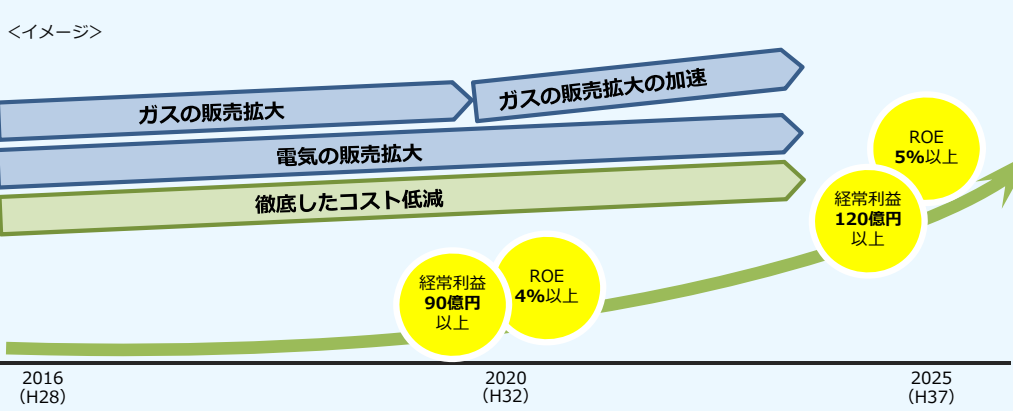 ＜イメージ＞
ガスの販売拡大
ガスの販売拡大の加速
電気の販売拡大
徹底したコスト低減
経常利益
90億円
以上
ROE
4%以上
経常利益
120億円
以上
ROE
5%以上
2016
（H28）
2020
（H32）
2025
（H37）